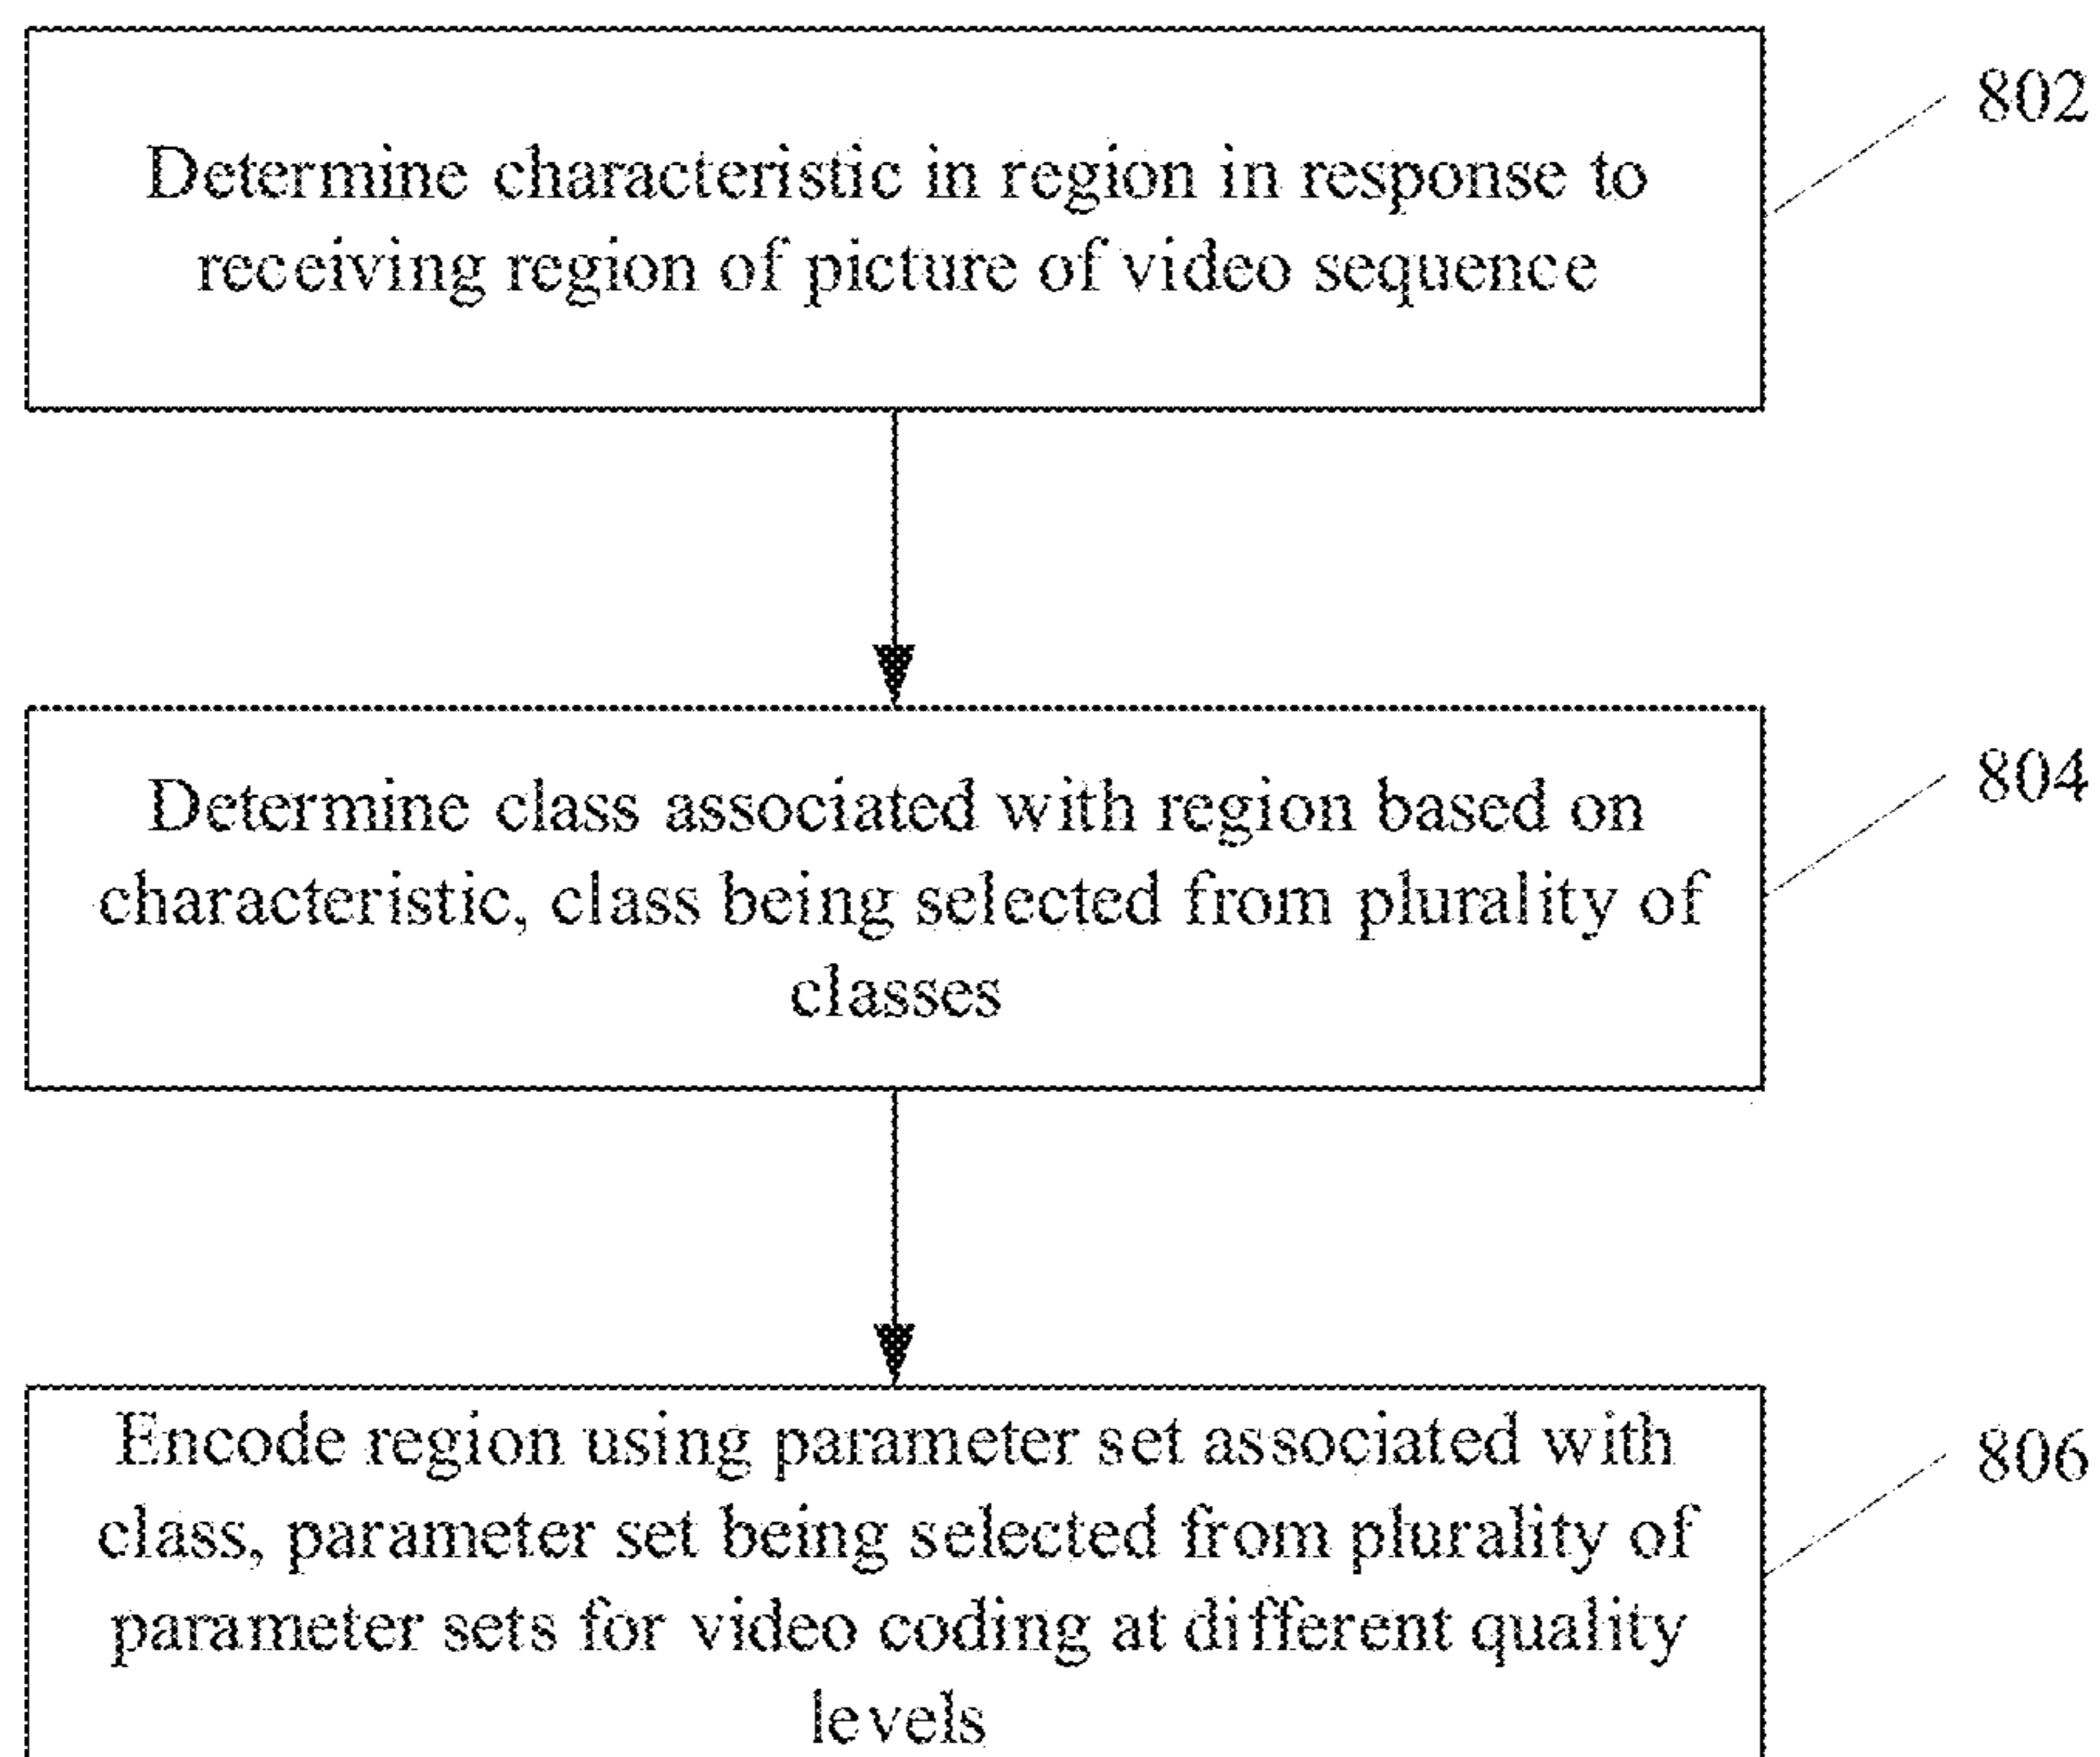 802
Determine characteristic in region in response to
receiving region of picture of video sequence
804
Determine class associated with region based on
characteristic, class being selected from plurality of
classes
806
Encode region using parameter set associated with
class, parameter set being selected from plurality of
parameter sets for video coding at different quality
levels